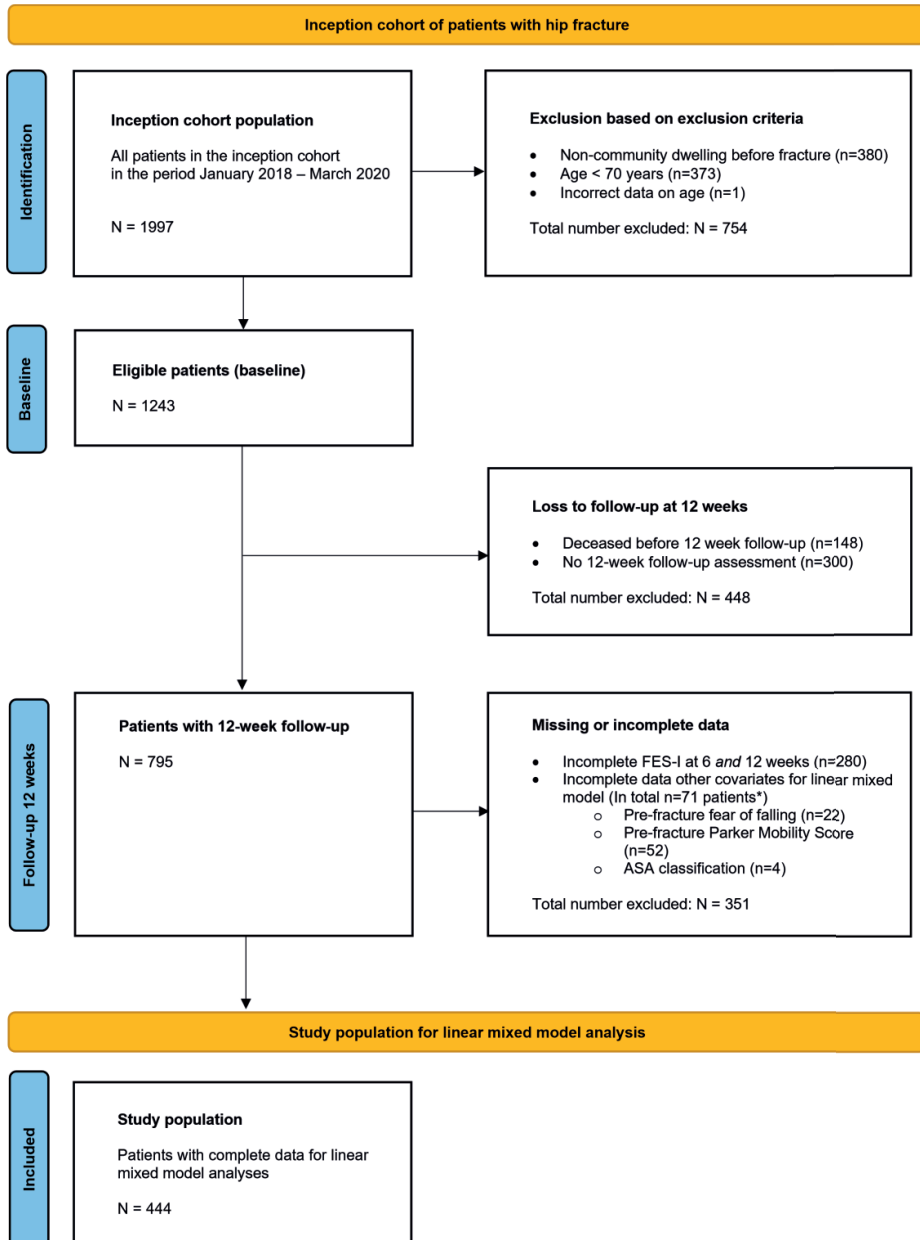 Inception cohort of patients with hip fracture
Identification
Inception cohort population
All patients in the inception cohort
in the period January 2018 – March 2020
N = 1997
Exclusion based on exclusion criteria
• Non-community dwelling before fracture (n=380)
• Age < 70 years (n=373)
• Incorrect data on age (n=1)
Total number excluded: N = 754
Baseline
Eligible patients (baseline)
N = 1243
Loss to follow-up at 12 weeks
• Deceased before 12 week follow-up (n=148)
• No 12-week follow-up assessment (n=300)
Total number excluded: N = 448
Follow-up 12 weeks
Patients with 12-week follow-up
N = 795
Missing or incomplete data
• Incomplete FES-I at 6 and 12 weeks (n=280)
• Incomplete data other covariates for linear mixed
model (In total n=71 patients*)
o Pre-fracture fear of falling (n=22)
o Pre-fracture Parker Mobility Score
(n=52)
o ASA classification (n=4)
Total number excluded: N = 351
Study population for linear mixed model analysis
Included
Study population
Patients with complete data for linear
mixed model analyses
N = 444